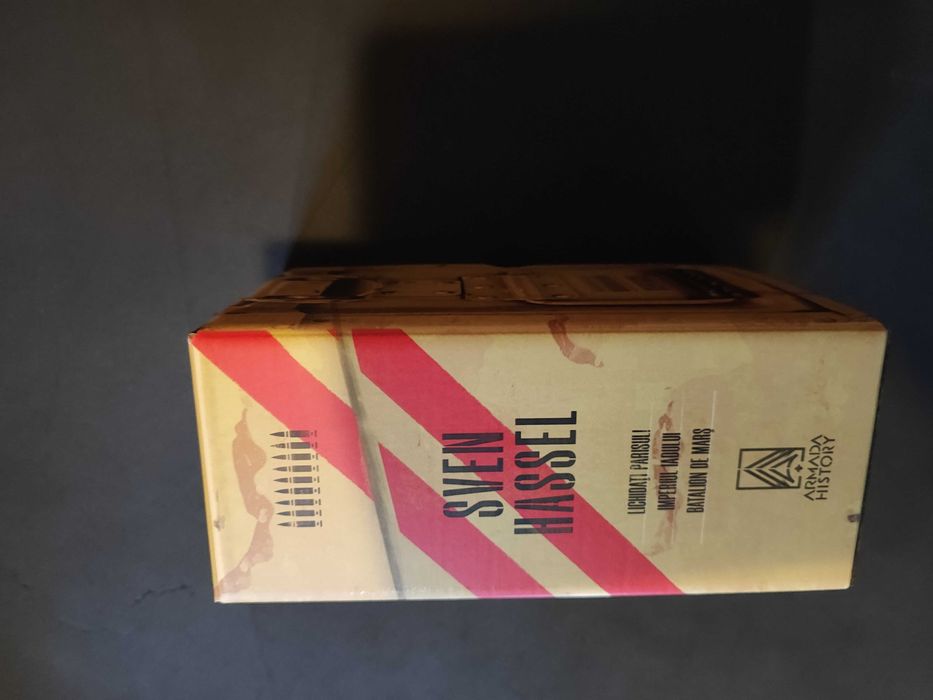 SVEN
HASSEL
LICHIDAȚI PARISUL!
IMPERIUL IADULUI
BATALION DE MARȘ
ARMADA
HISTORY